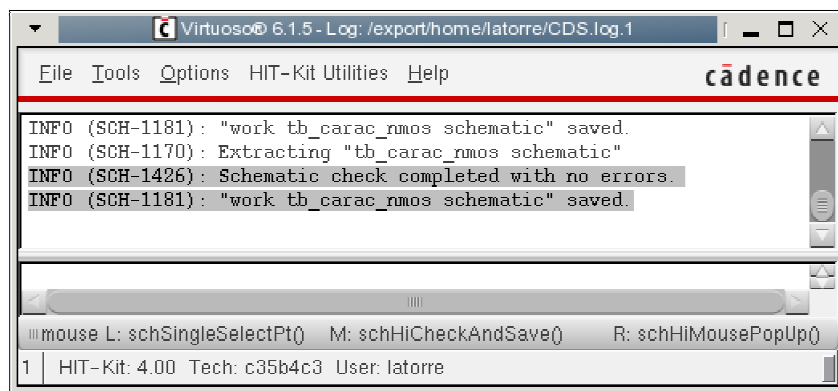 Virtuoso® 6.1.5 - Log: /export/home/latorre/CDS.log.1
File Tools Options HIT-Kit Utilities Help cādence
INFO (SCH-1181): "work tb_carac_nmos schematic" saved.
INFO (SCH-1170): Extracting "tb_carac_nmos schematic"
INFO (SCH-1426): Schematic check completed with no errors.
INFO (SCH-1181): "work tb_carac_nmos schematic" saved.
mouse L: schSingleSelectPt() M: schHiCheckAndSave() R: schHiMousePopUp()
1 HIT-Kit: 4.00 Tech: c35b4c3 User: latorre